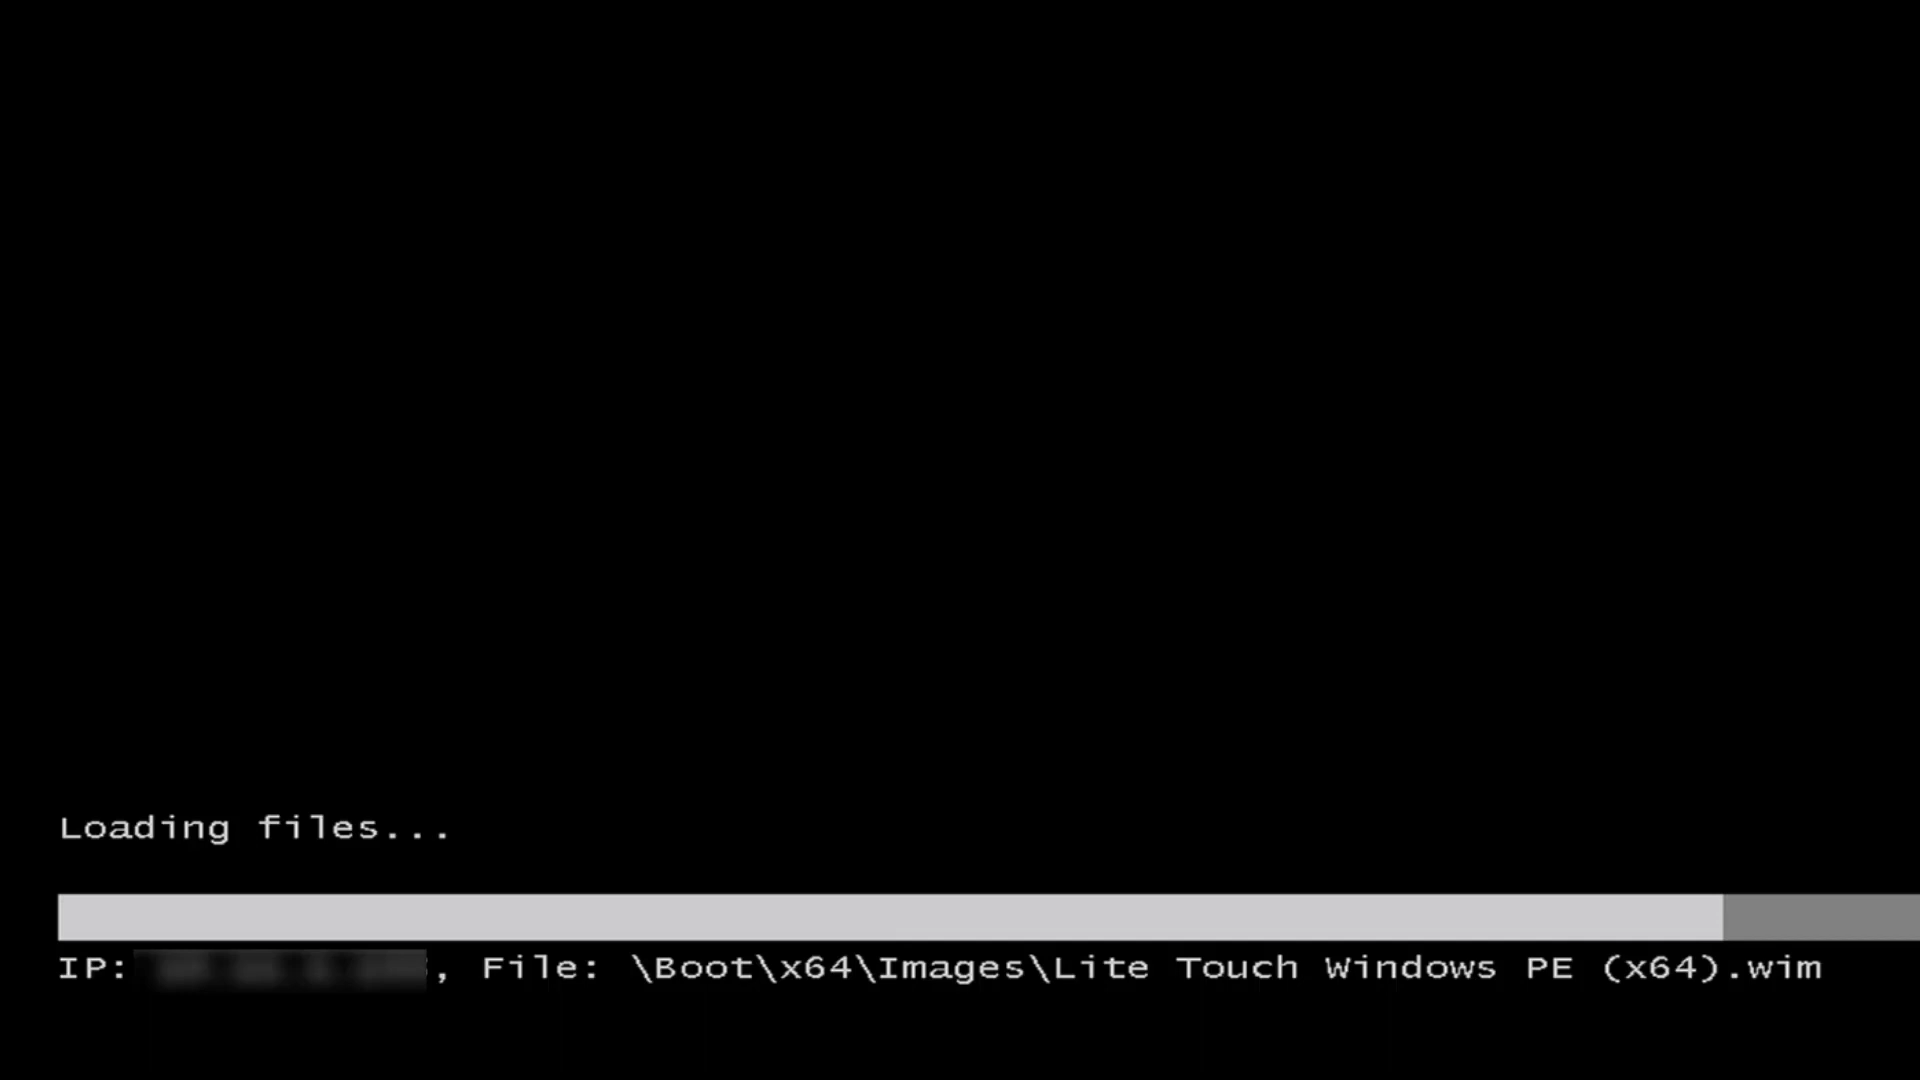 Loading files...
IP: , File: \Boot\x64\Images\Lite Touch Windows PE (x64).wim